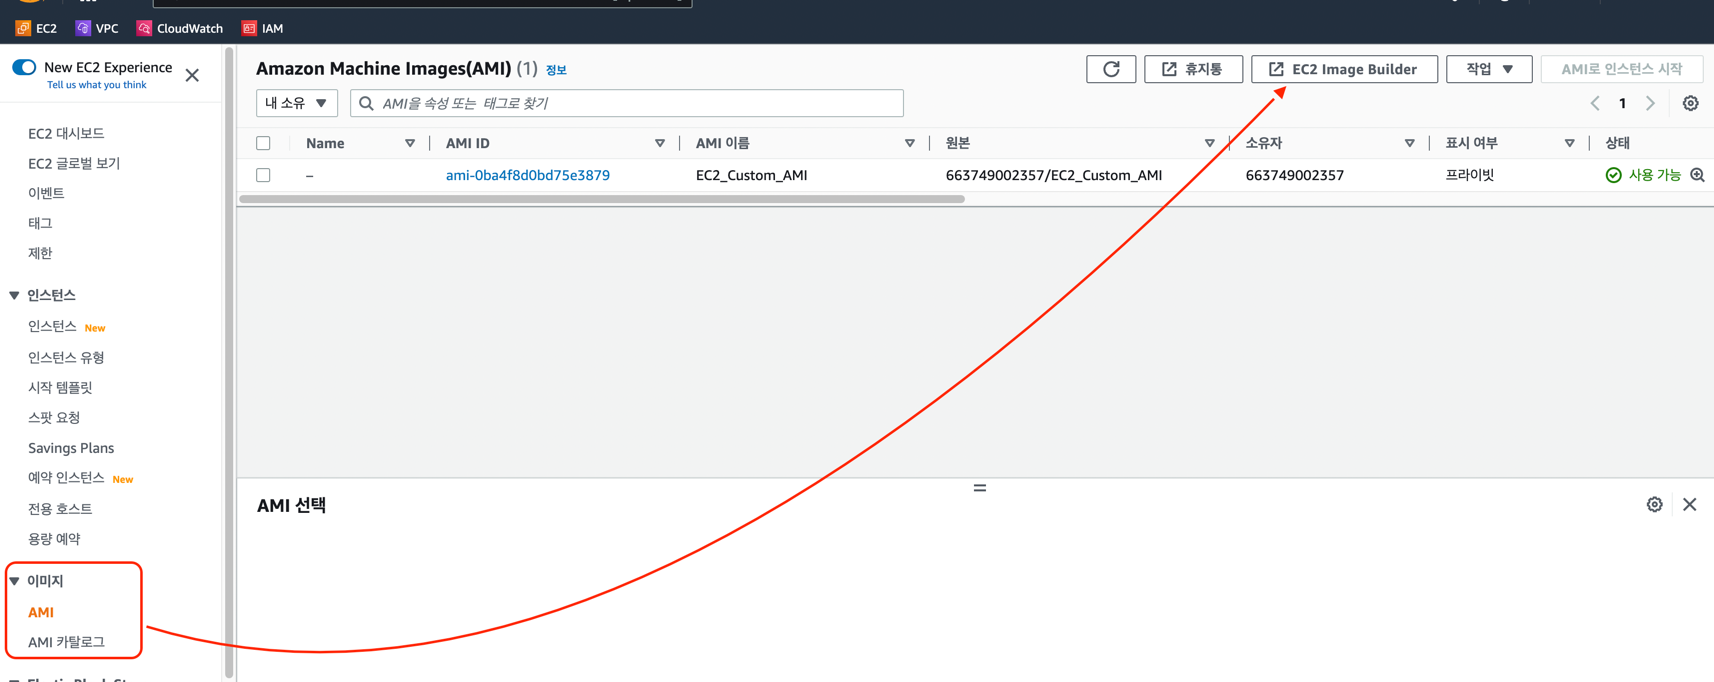 EC2 VPC CloudWatch IAM
New EC2 Experience
Tell us what you think
EC2 대시보드
EC2 글로벌 보기
이벤트
태그
제한
인스턴스
인스턴스 New
인스턴스 유형
시작 템플릿
스팟 요청
Savings Plans
예약 인스턴스 New
전용 호스트
용량 예약
이미지
AMI
AMI 카탈로그
Amazon Machine Images(AMI) (1) 정보
휴지통
EC2 Image Builder
작업
AMI로 인스턴스 시작
내 소유
AMI을 속성 또는 태그로 찾기
1
Name AMI ID AMI 이름 원본 소유자 표시 여부 상태
– ami-0ba4f8d0bd75e3879 EC2_Custom_AMI 663749002357/EC2_Custom_AMI 663749002357 프라이빗 사용 가능
AMI 선택